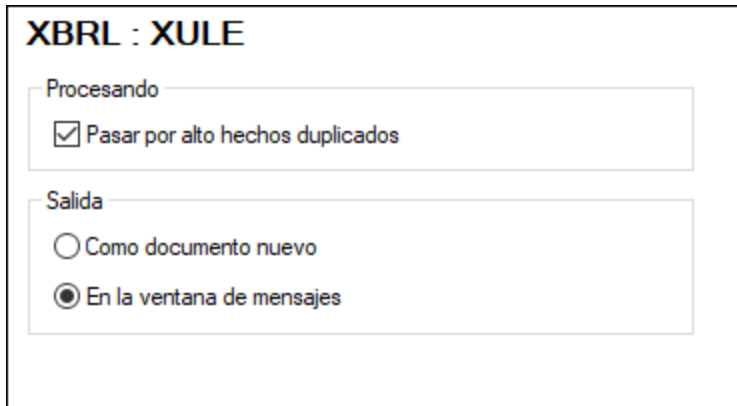 XBRL : XULE
Procesando
Pasar por alto hechos duplicados
Salida
Como documento nuevo
En la ventana de mensajes